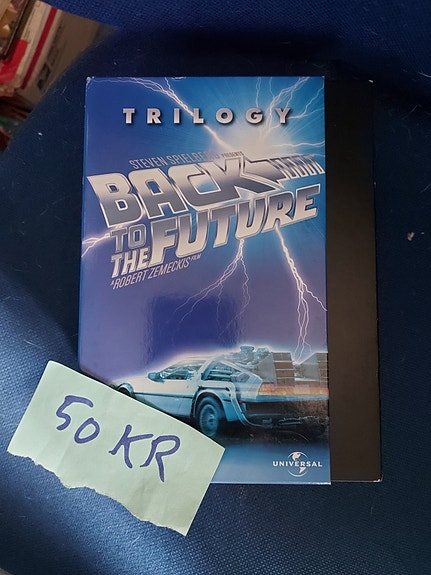 TRILOGY
STEVEN SPIELBERG PRESENTS
BACK
TO THE FUTURE
A ROBERT ZEMECKIS FILM
UNIVERSAL
50 KR